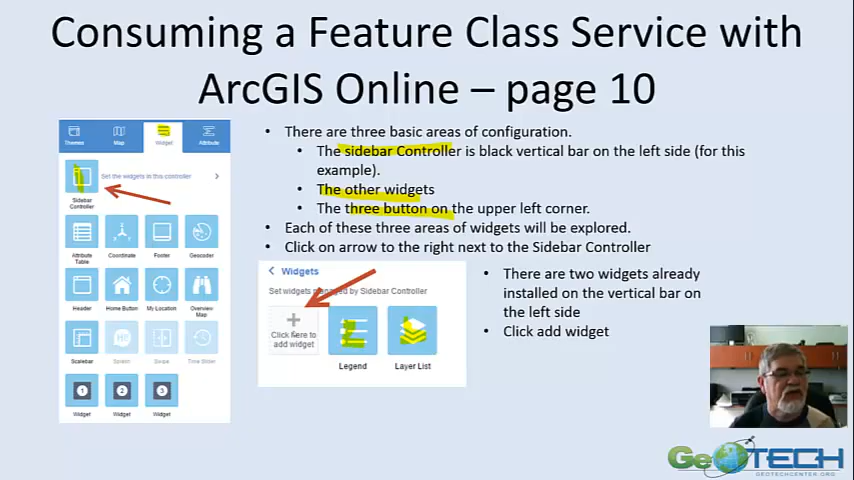 Consuming a Feature Class Service with
ArcGIS Online – page 10
Themes
Map
Widget
Attribute
Set the widgets in this controller
Sidebar
Controller
Attribute
Table
Coordinate
Footer
Geocoder
Header
Home Button
My Location
Overview
Map
Scalebar
Splash
Swipe
Time Slider
1
2
3
Widget
Widget
Widget
• There are three basic areas of configuration.
• The sidebar Controller is black vertical bar on the left side (for this
example).
• The other widgets
• The three button on the upper left corner.
• Each of these three areas of widgets will be explored.
• Click on arrow to the right next to the Sidebar Controller
Widgets
Set widgets managed by Sidebar Controller
Click here to
add widget
Legend
Layer List
• There are two widgets already
installed on the vertical bar on
the left side
• Click add widget
GeoTECH
GEOTECHCENTER.ORG